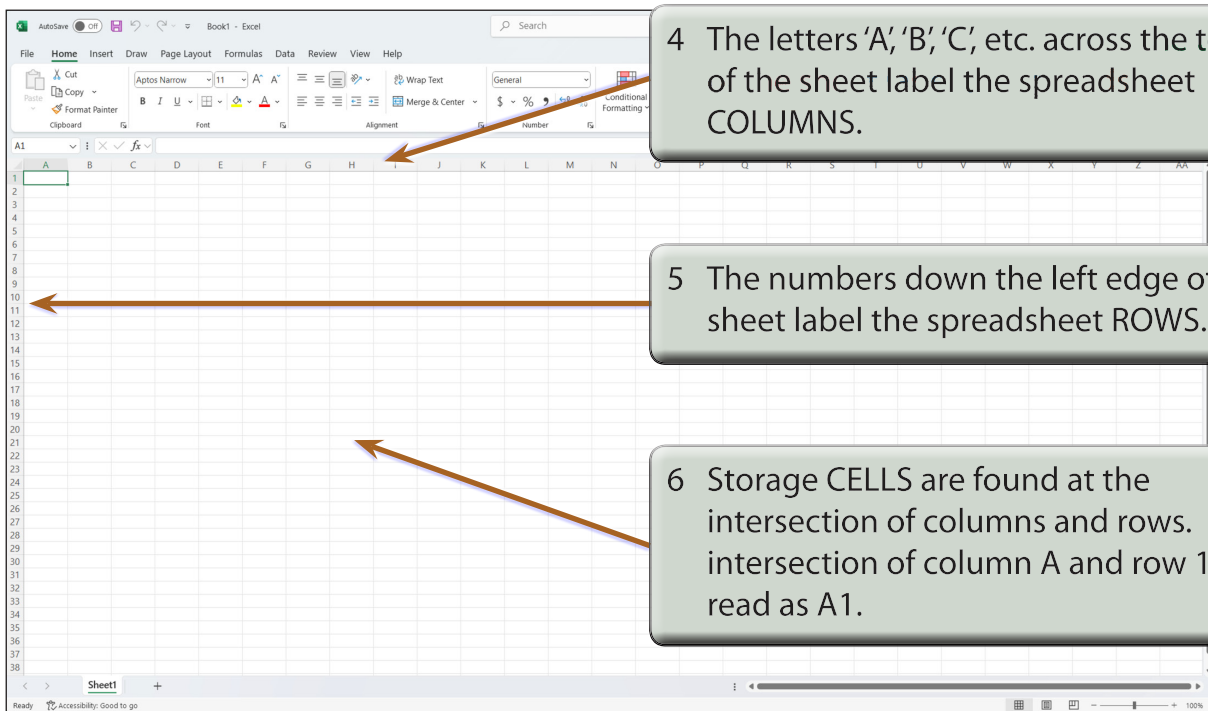 AutoSave Off Book1 - Excel Search
File Home Insert Draw Page Layout Formulas Data Review View Help
Paste Cut Copy Format Painter
Aptos Narrow 11 A^ A˅
B I U A
Wrap Text
Merge & Center
General
$ % 9
Conditional Formatting
Clipboard Font Alignment Number
A1 fx
A B C D E F G H I J K L M N O P Q R S T U V W X Y Z AA
1
2
3
4
5
6
7
8
9
10
11
12
13
14
15
16
17
18
19
20
21
22
23
24
25
26
27
28
29
30
31
32
33
34
35
36
37
38
Sheet1 +
Ready Accessibility: Good to go 100%
4 The letters ‘A’, ‘B’, ‘C’, etc. across the
of the sheet label the spreadsheet
COLUMNS.
5 The numbers down the left edge
sheet label the spreadsheet ROWS.
6 Storage CELLS are found at the
intersection of columns and rows.
intersection of column A and row 1
read as A1.